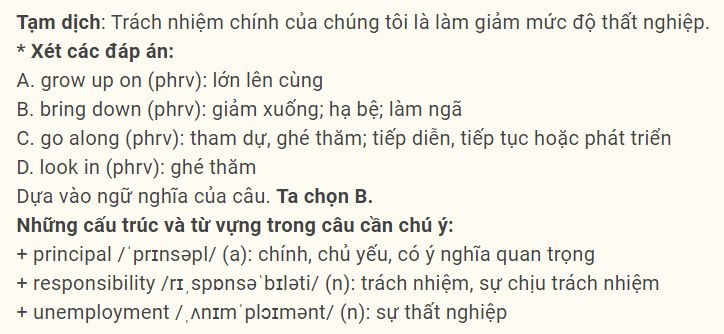 Tạm dịch: Trách nhiệm chính của chúng tôi là làm giảm mức độ thất nghiệp.
* Xét các đáp án:
A. grow up on (phrv): lớn lên cùng
B. bring down (phrv): giảm xuống; hạ bệ; làm ngã
C. go along (phrv): tham dự, ghé thăm; tiếp diễn, tiếp tục hoặc phát triển
D. look in (phrv): ghé thăm
Dựa vào ngữ nghĩa của câu. Ta chọn B.
Những cấu trúc và từ vựng trong câu cần chú ý:
+ principal /ˈprɪnsəpl/ (a): chính, chủ yếu, có ý nghĩa quan trọng
+ responsibility /rɪˌspɒnsəˈbɪləti/ (n): trách nhiệm, sự chịu trách nhiệm
+ unemployment /ˌʌnɪmˈplɔɪmənt/ (n): sự thất nghiệp